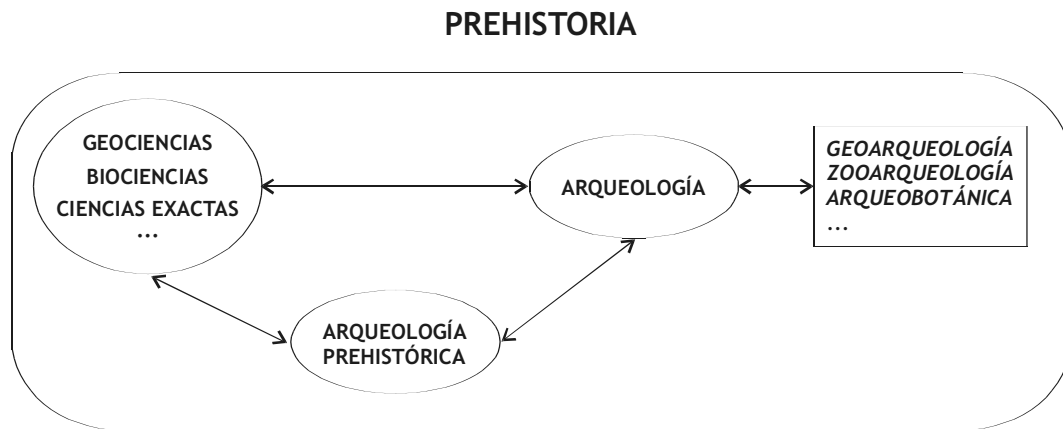 PREHISTORIA
GEOCIENCIAS
BIOCIENCIAS
CIENCIAS EXACTAS
...
ARQUEOLOGÍA
GEOARQUEOLOGÍA
ZOOARQUEOLOGÍA
ARQUEOBOTÁNICA
...
ARQUEOLOGÍA
PREHISTÓRICA